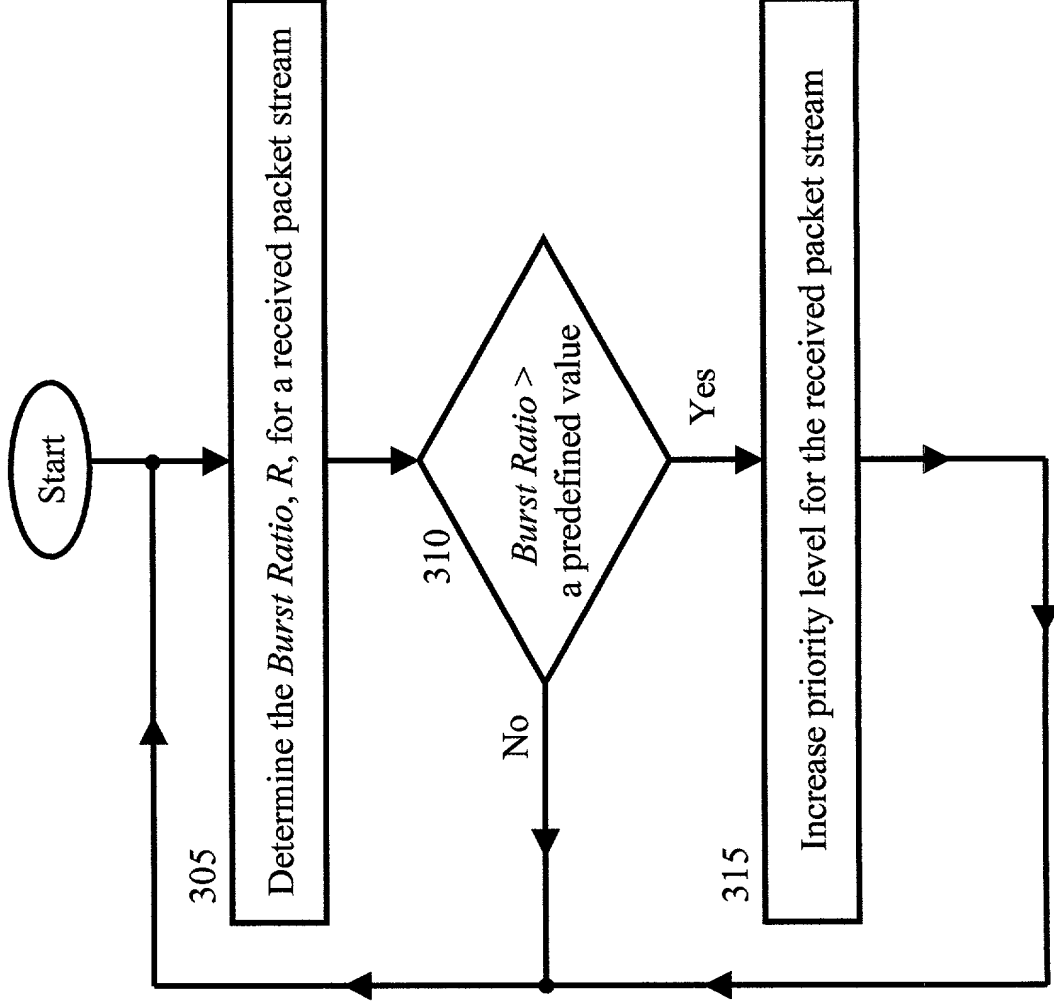 Start
305
Determine the Burst Ratio, R, for a received packet stream
310
Burst Ratio >
a predefined value
No
Yes
315
Increase priority level for the received packet stream